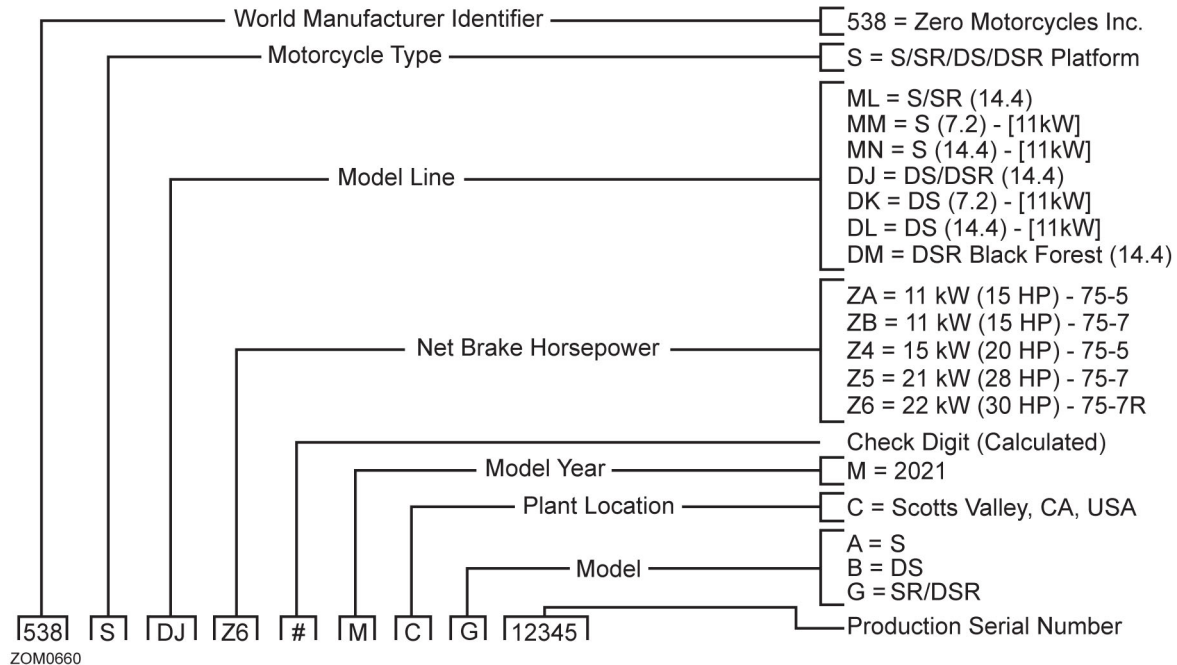 World Manufacturer Identifier
538 = Zero Motorcycles Inc.
Motorcycle Type
S = S/SR/DS/DSR Platform
Model Line
ML = S/SR (14.4)
MM = S (7.2) - [11kW]
MN = S (14.4) - [11kW]
DJ = DS/DSR (14.4)
DK = DS (7.2) - [11kW]
DL = DS (14.4) - [11kW]
DM = DSR Black Forest (14.4)
Net Brake Horsepower
ZA = 11 kW (15 HP) - 75-5
ZB = 11 kW (15 HP) - 75-7
Z4 = 15 kW (20 HP) - 75-5
Z5 = 21 kW (28 HP) - 75-7
Z6 = 22 kW (30 HP) - 75-7R
Check Digit (Calculated)
Model Year
M = 2021
Plant Location
C = Scotts Valley, CA, USA
Model
A = S
B = DS
G = SR/DSR
Production Serial Number
538 S DJ Z6 # M C G 12345
ZOM0660